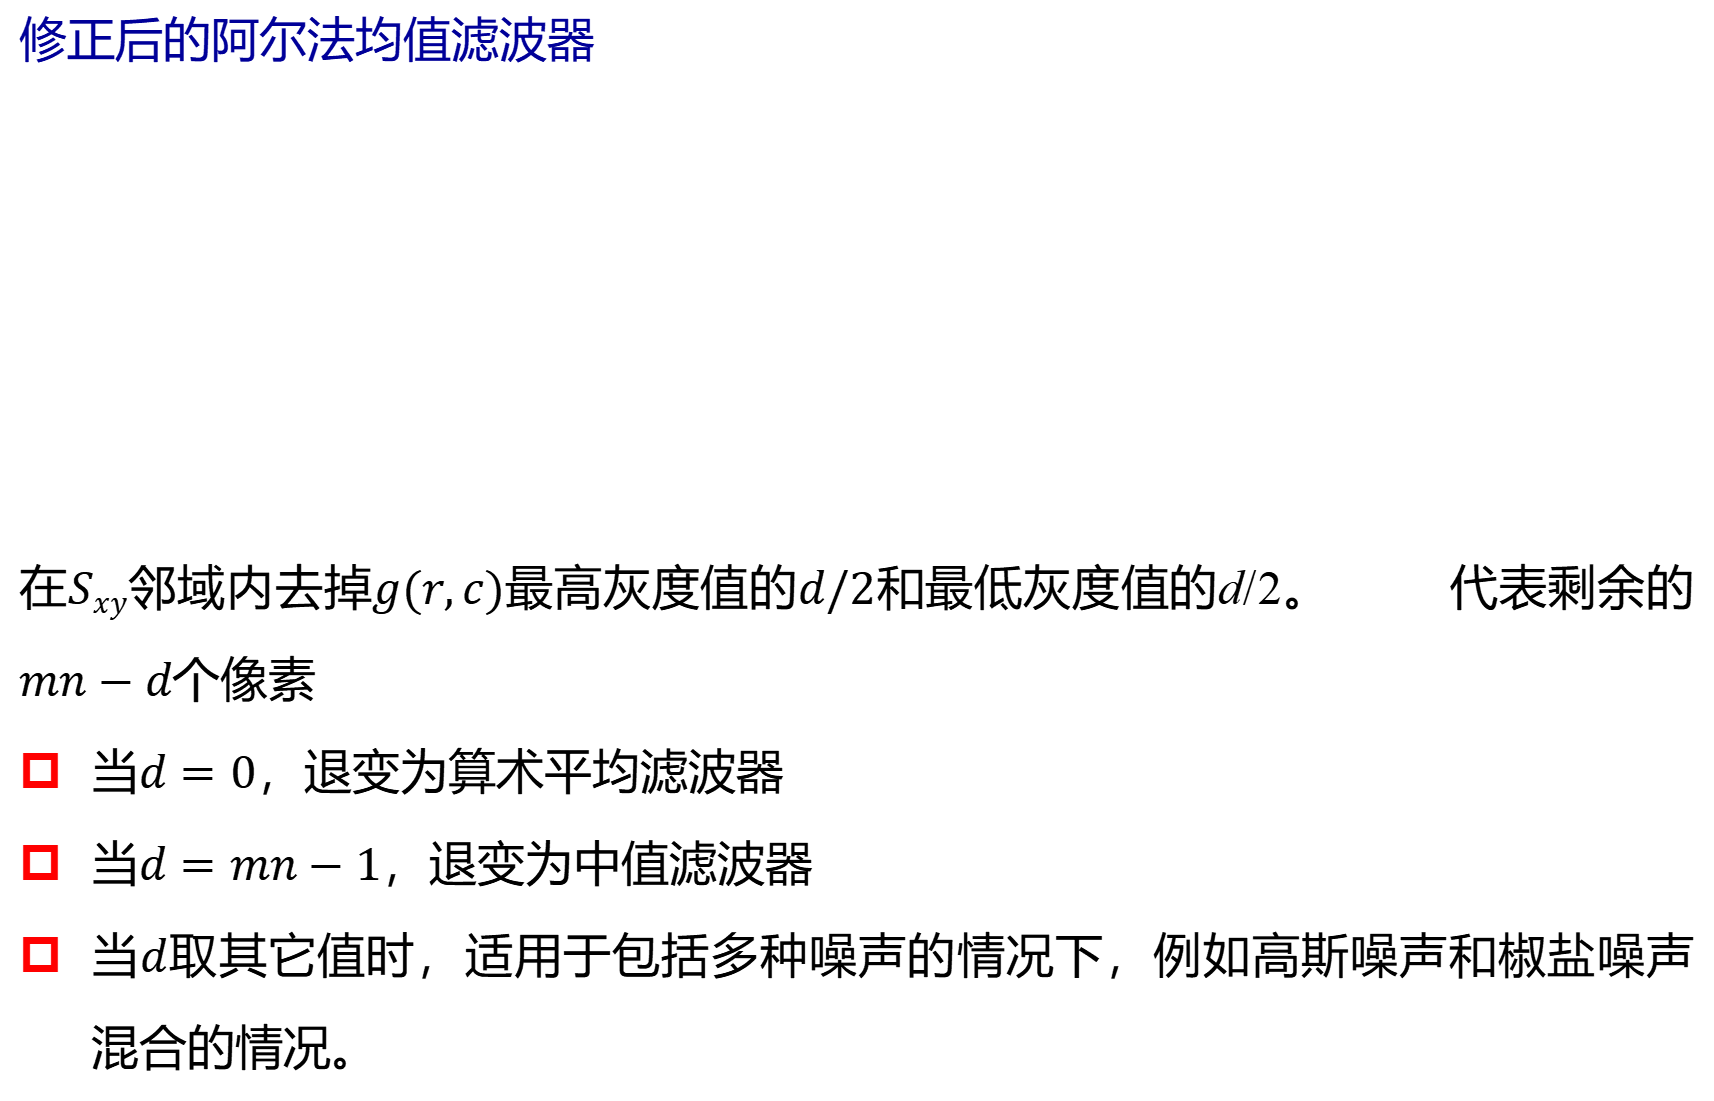 修正后的阿尔法均值滤波器
在Sxy邻域内去掉g(r,c)最高灰度值的d/2和最低灰度值的d/2。 代表剩余的
mn − d个像素
当d = 0，退变为算术平均滤波器
当d = mn − 1，退变为中值滤波器
当d取其它值时，适用于包括多种噪声的情况下，例如高斯噪声和椒盐噪声
混合的情况。